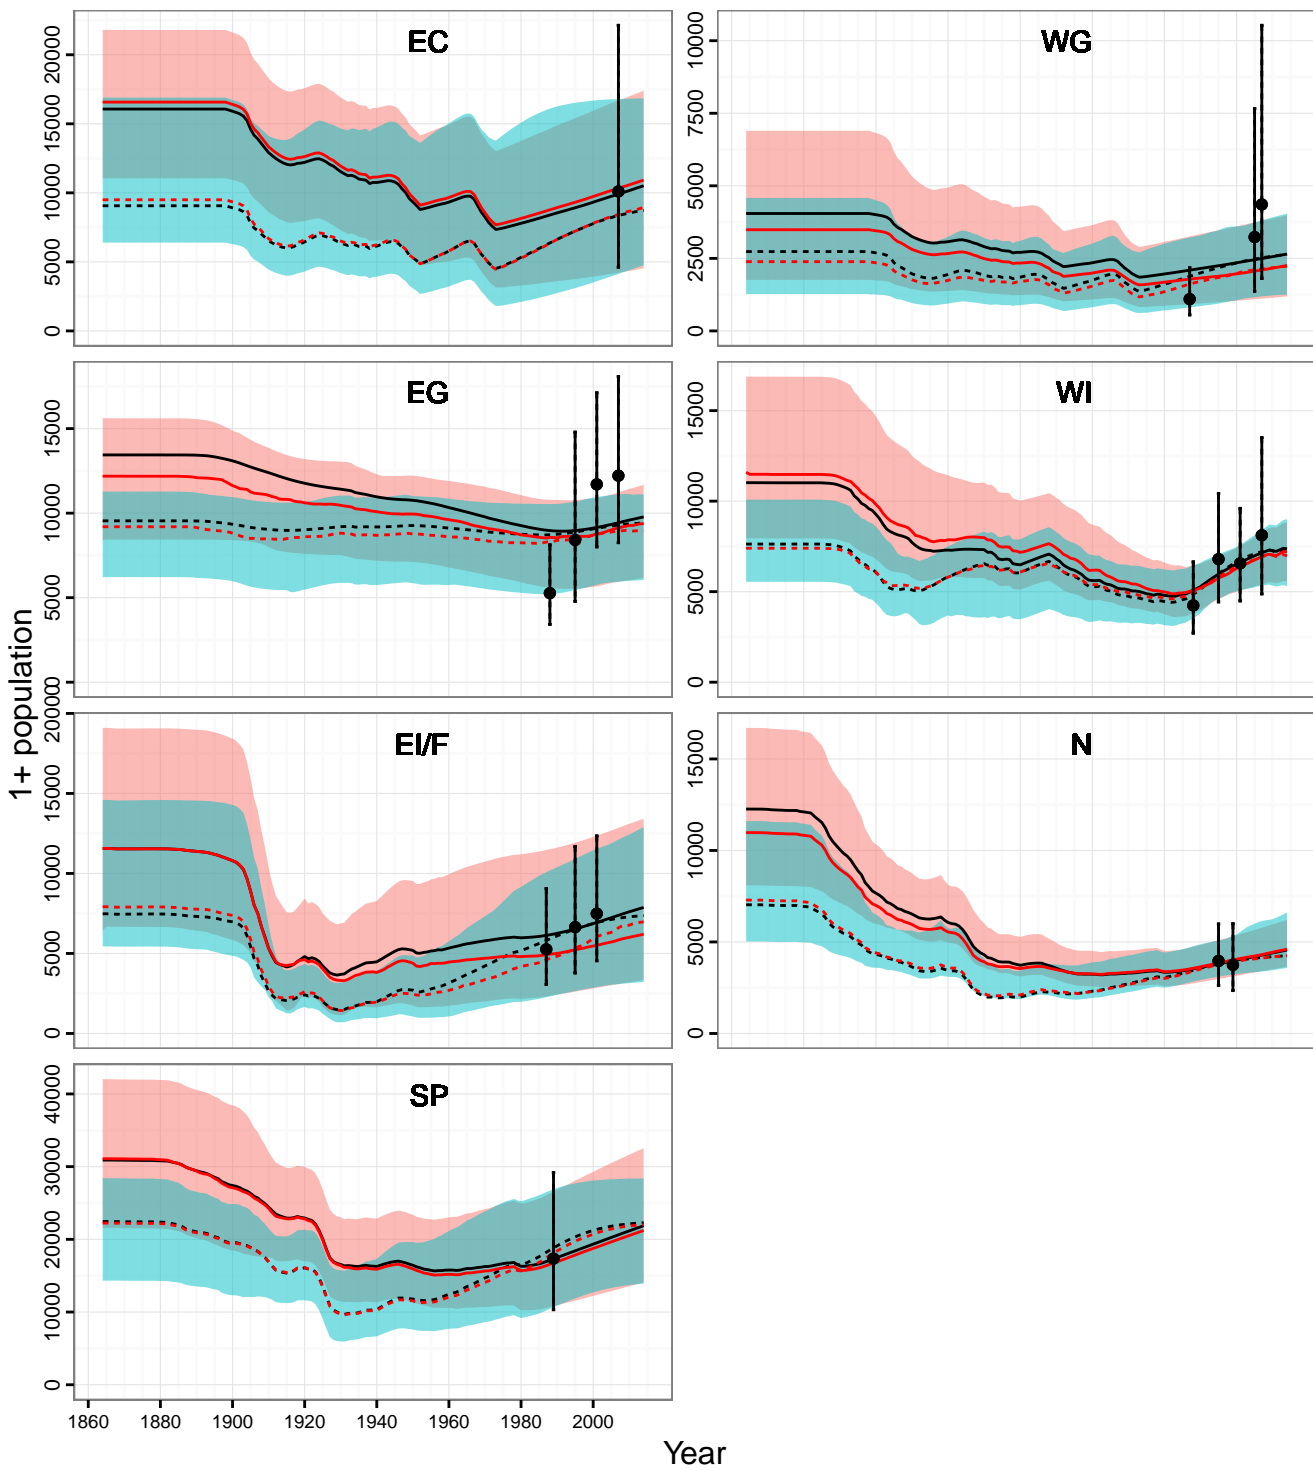 EC
0 5000 10000 15000 20000
WG
0 2500 5000 7500 10000
EG
0 5000 10000 15000
WI
0 5000 10000 15000
EI/F
0 5000 10000 15000 20000
N
0 5000 10000 15000
SP
0 10000 20000 30000 40000
1860 1880 1900 1920 1940 1960 1980 2000
1+ population
Year